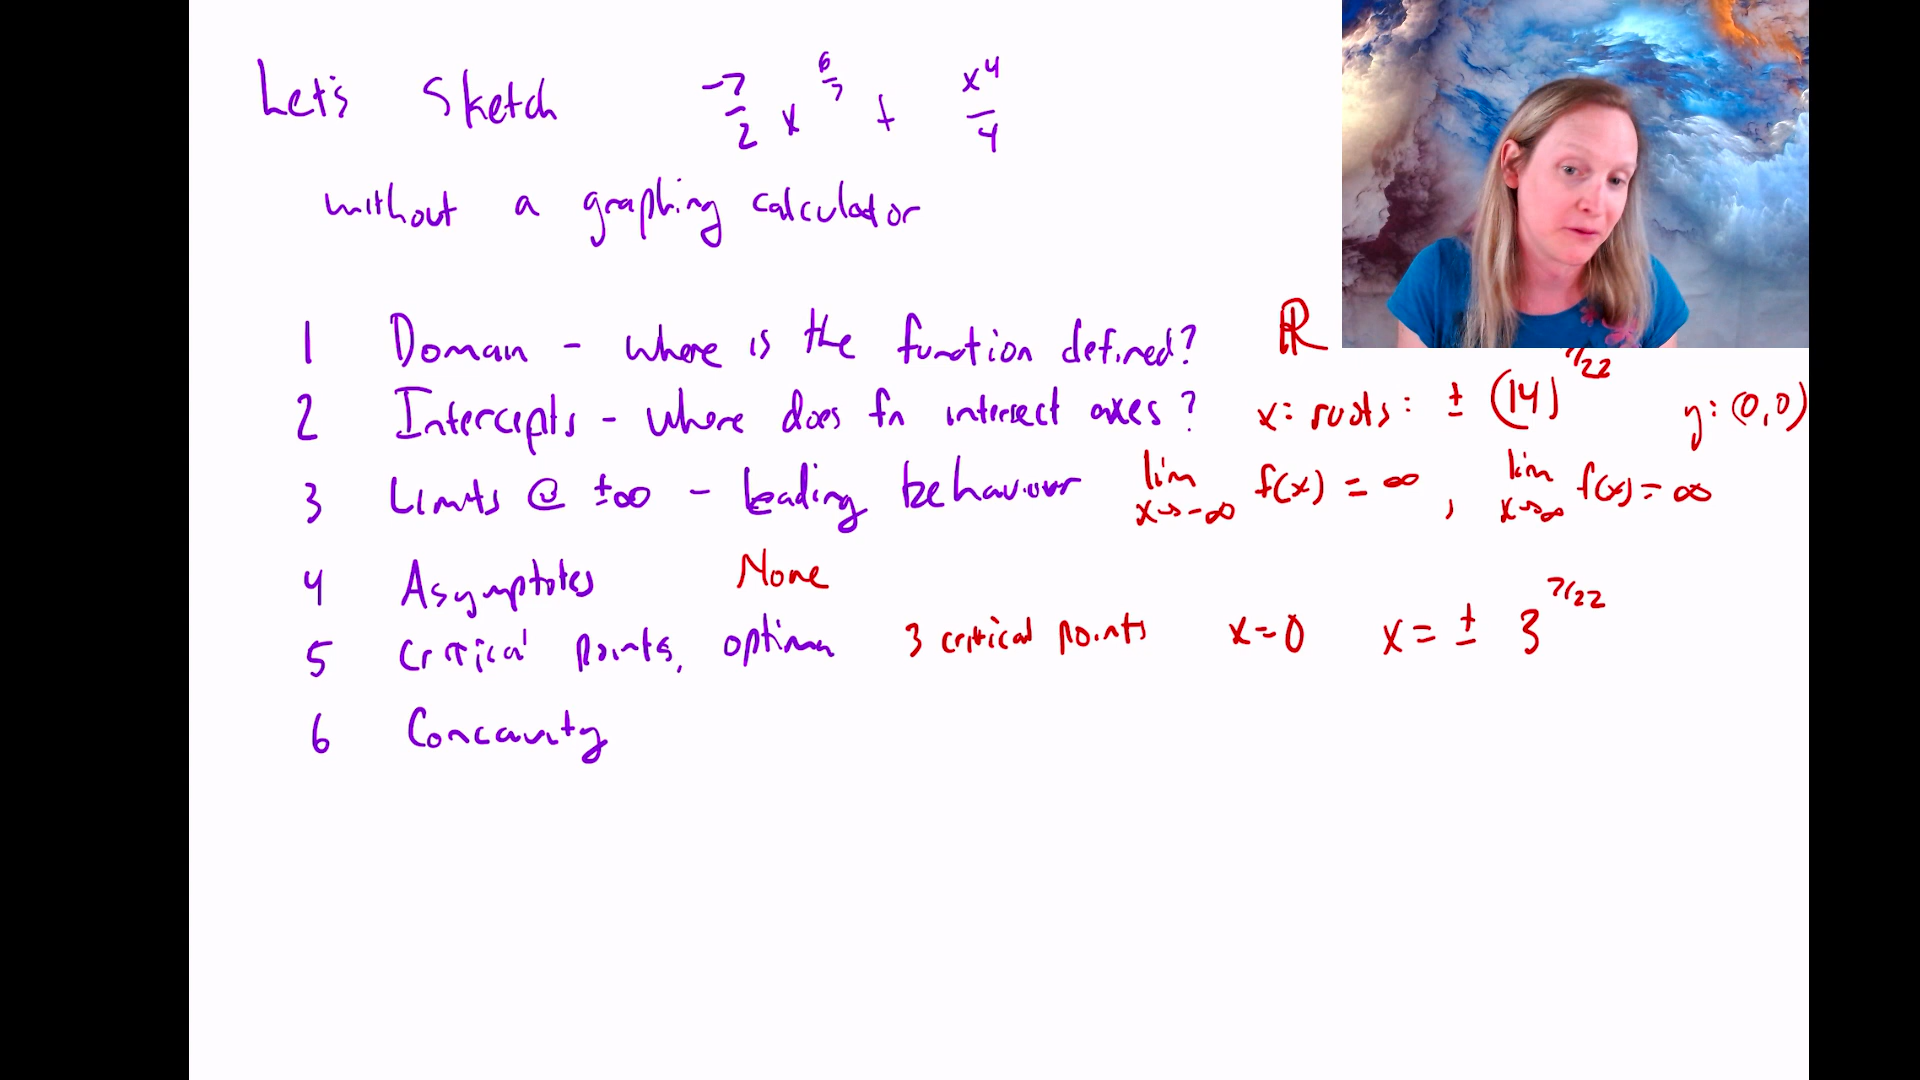 Let's Sketch -7/2 x^6/7 + x^4/4
without a graphing calculator
1 Domain - where is the function defined? ℝ
2 Intercepts - where does fn intersect axes? x: roots: ± (14)^7/22 y: (0,0)
3 Limits @ ±∞ - leading behaviour lim x→-∞ f(x) = ∞ , lim x→∞ f(x) = ∞
4 Asymptotes None
5 Critical points, optima 3 critical points x=0 x= ± 3^7/22
6 Concavity